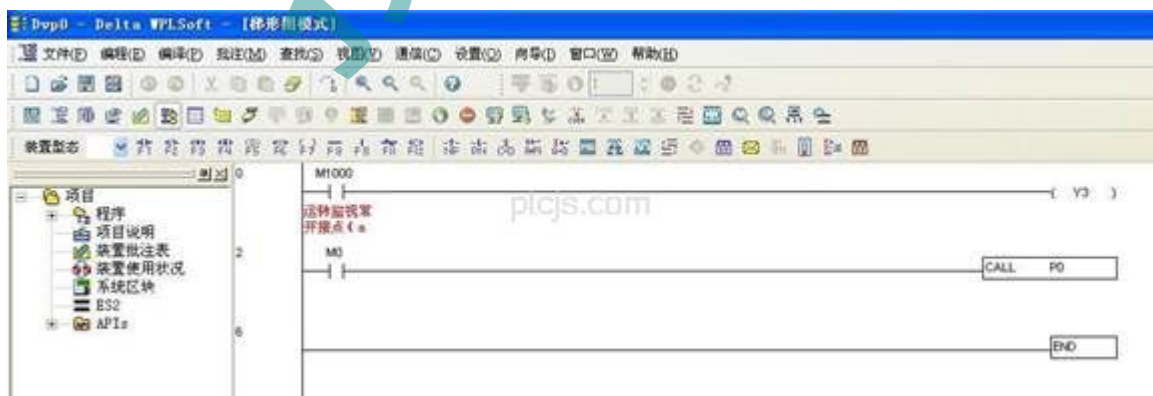 Dvp0 - Delta WPLSoft - [梯形图模式]
文件(F) 编程(E) 编译(P) 批注(M) 查找(S) 视图(V) 通信(C) 设置(O) 向导(I) 窗口(W) 帮助(H)
装置型态
项目
程序
项目说明
装置批注表
装置使用状况
系统区块
ES2
APIs
0
M1000
Y3
运转监视常
开接点(a
plcjs.com
2
M0
CALL P0
6
END